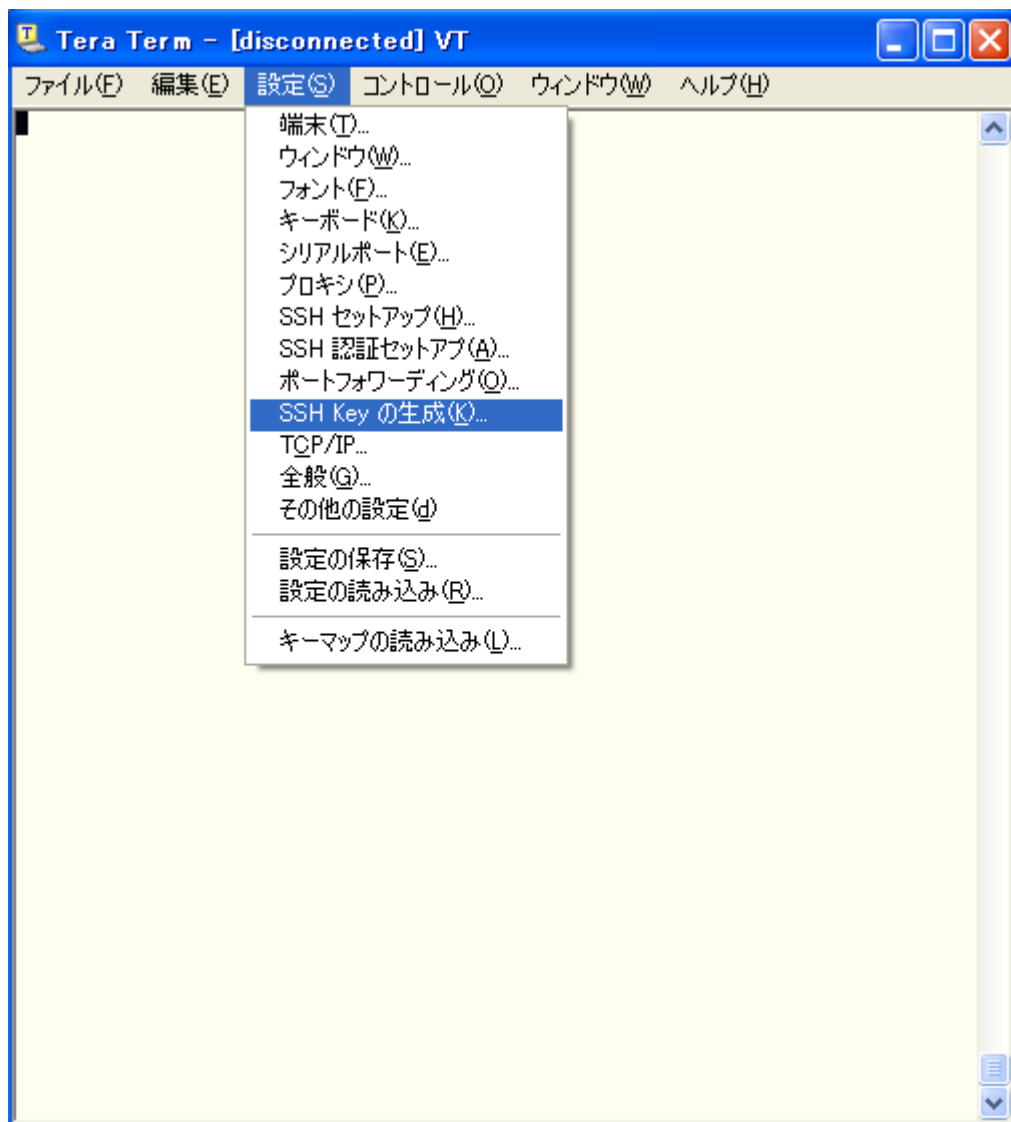 Tera Term - [disconnected] VT
ファイル(F) 編集(E) 設定(S) コントロール(O) ウィンドウ(W) ヘルプ(H)
端末(T)...
ウィンドウ(W)...
フォント(F)...
キーボード(K)...
シリアルポート(E)...
プロキシ(P)...
SSH セットアップ(H)...
SSH 認証セットアプ(A)...
ポートフォワーディング(O)...
SSH Key の生成(K)...
TCP/IP...
全般(G)...
その他の設定(d)
設定の保存(S)...
設定の読み込み(R)...
キーマップの読み込み(L)...